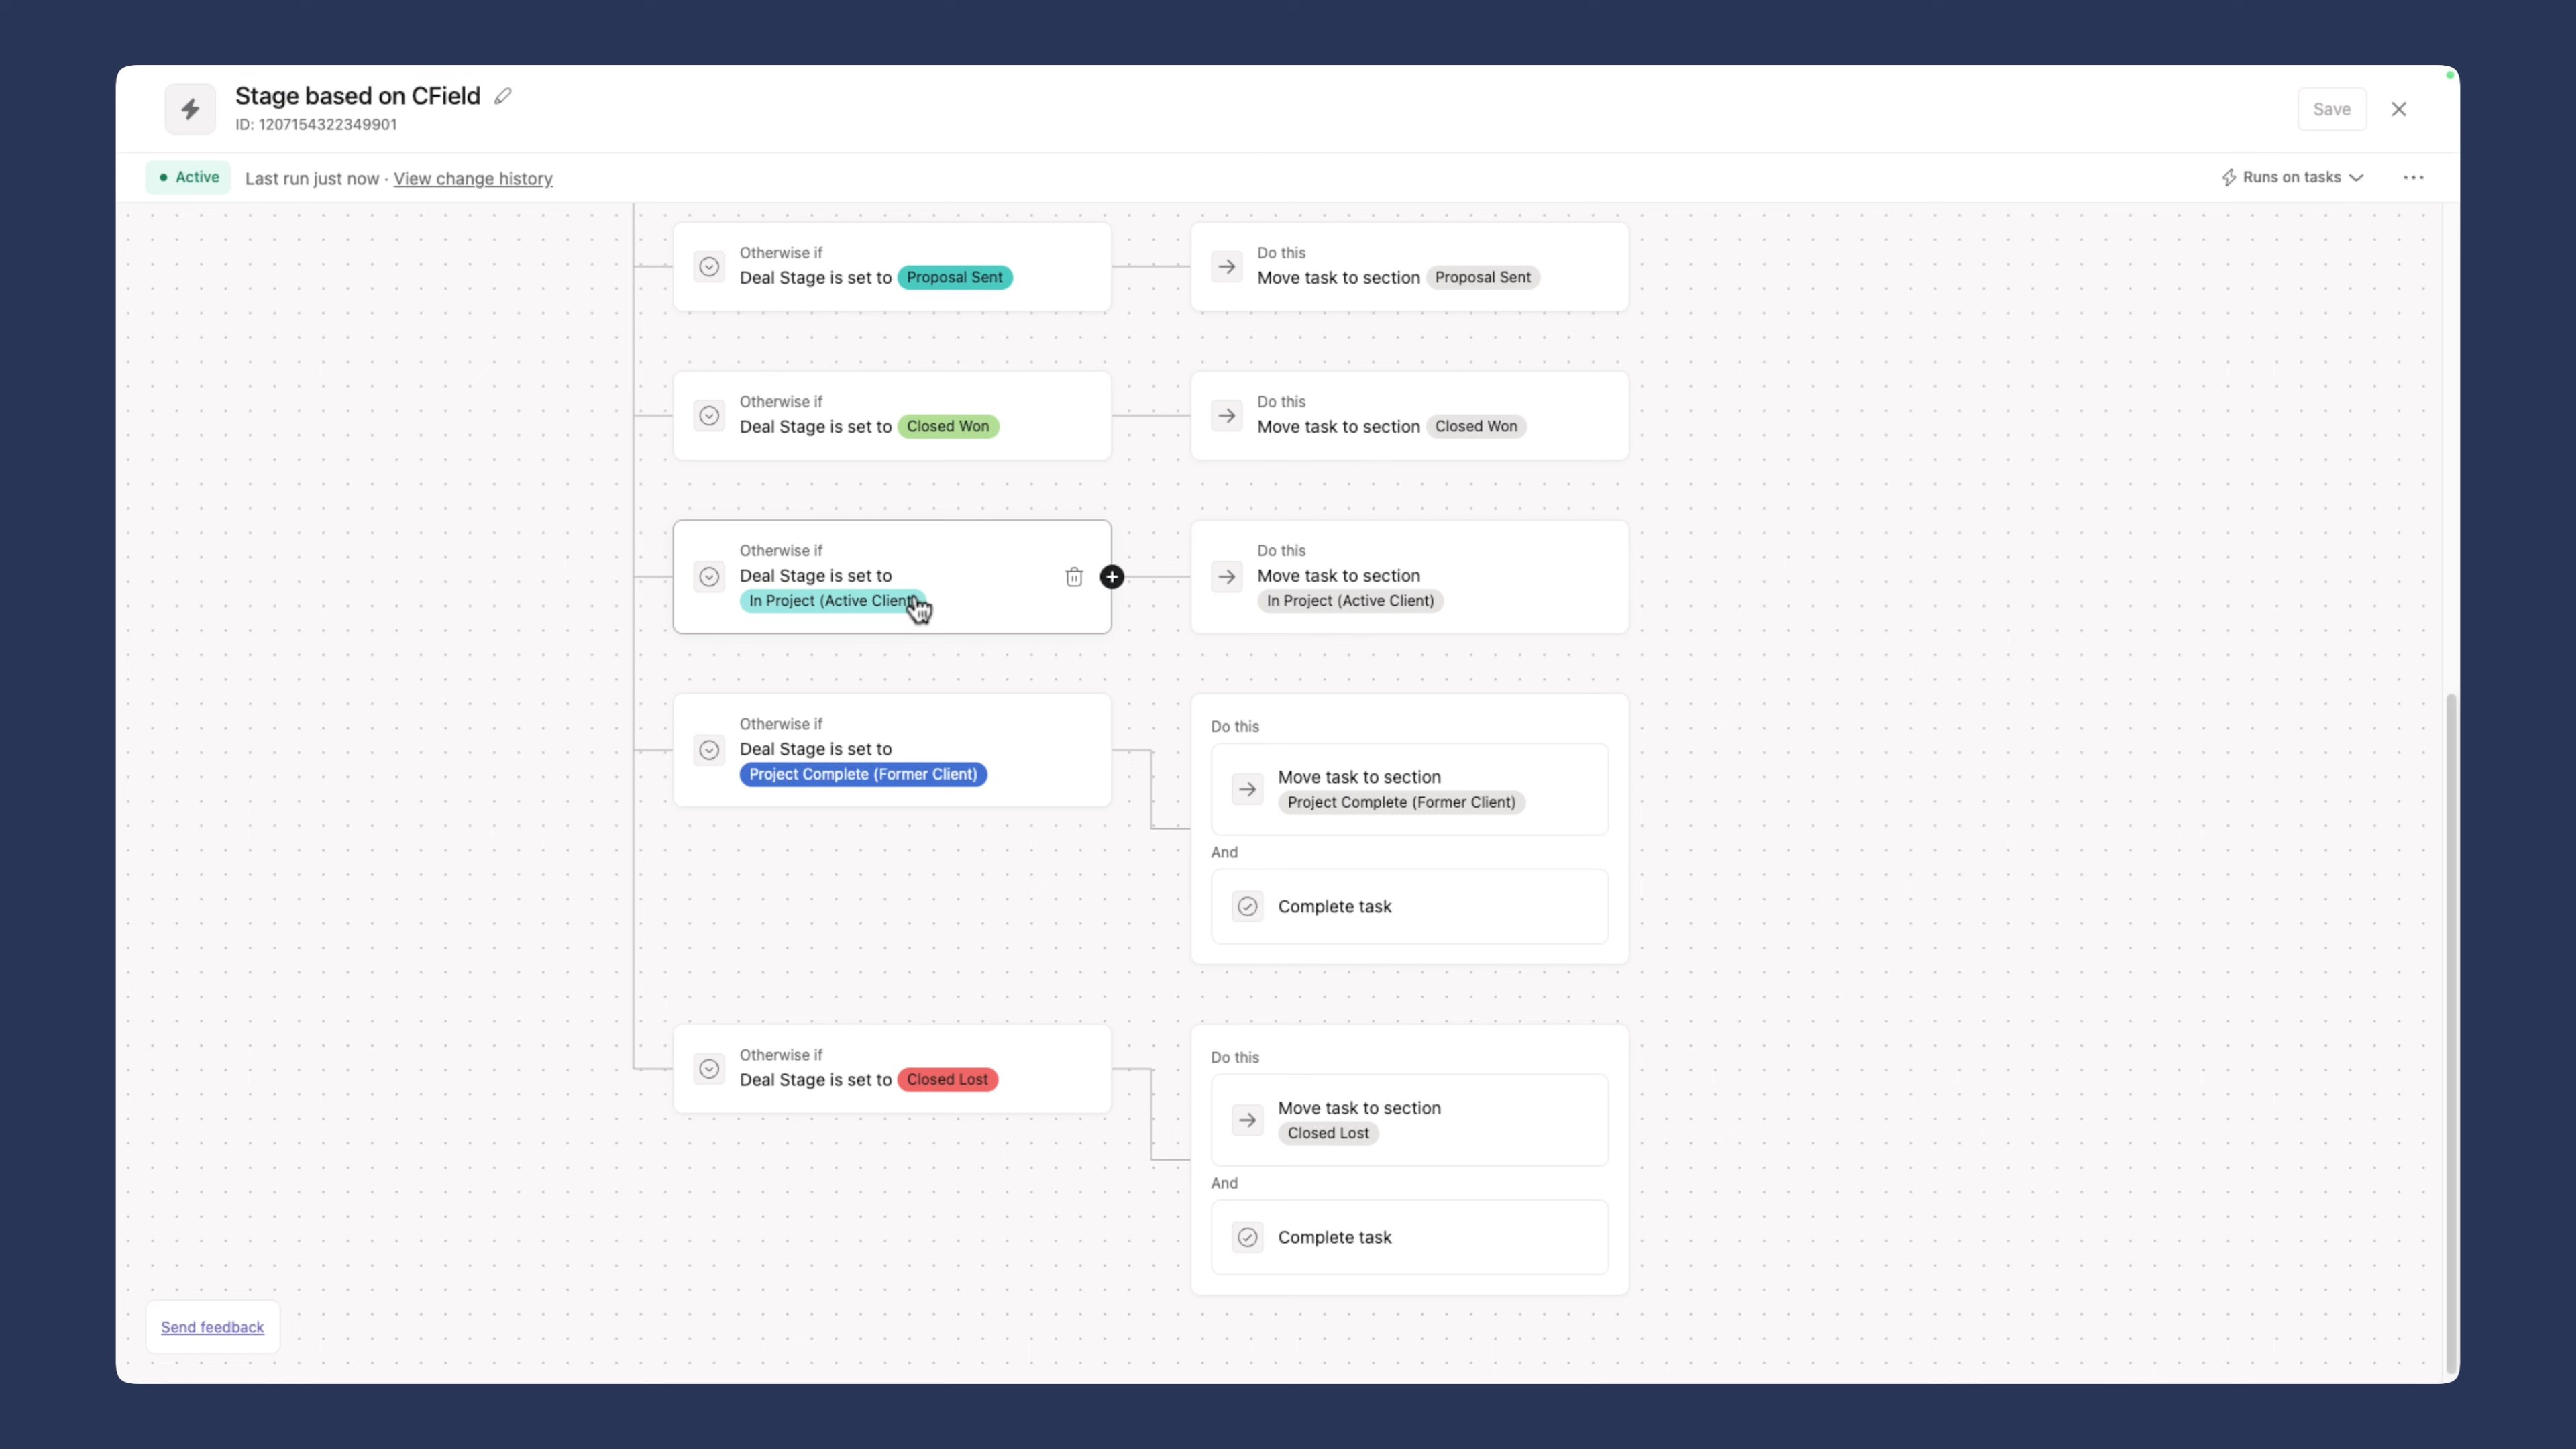 Stage based on CField
ID: 1207154322349901
Save
Active
Last run just now · View change history
Runs on tasks
Otherwise if
Deal Stage is set to Proposal Sent
Do this
Move task to section Proposal Sent
Otherwise if
Deal Stage is set to Closed Won
Do this
Move task to section Closed Won
Otherwise if
Deal Stage is set to
In Project (Active Client
Do this
Move task to section
In Project (Active Client)
Otherwise if
Deal Stage is set to
Project Complete (Former Client)
Do this
Move task to section
Project Complete (Former Client)
And
Complete task
Otherwise if
Deal Stage is set to Closed Lost
Do this
Move task to section
Closed Lost
And
Complete task
Send feedback